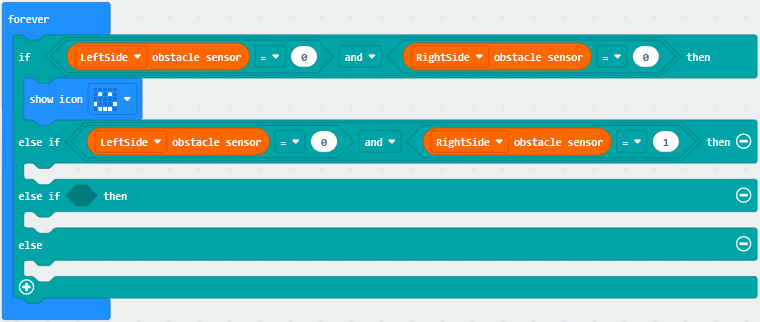 forever
if LeftSide obstacle sensor = 0 and RightSide obstacle sensor = 0 then
show icon
else if LeftSide obstacle sensor = 0 and RightSide obstacle sensor = 1 then
else if then
else